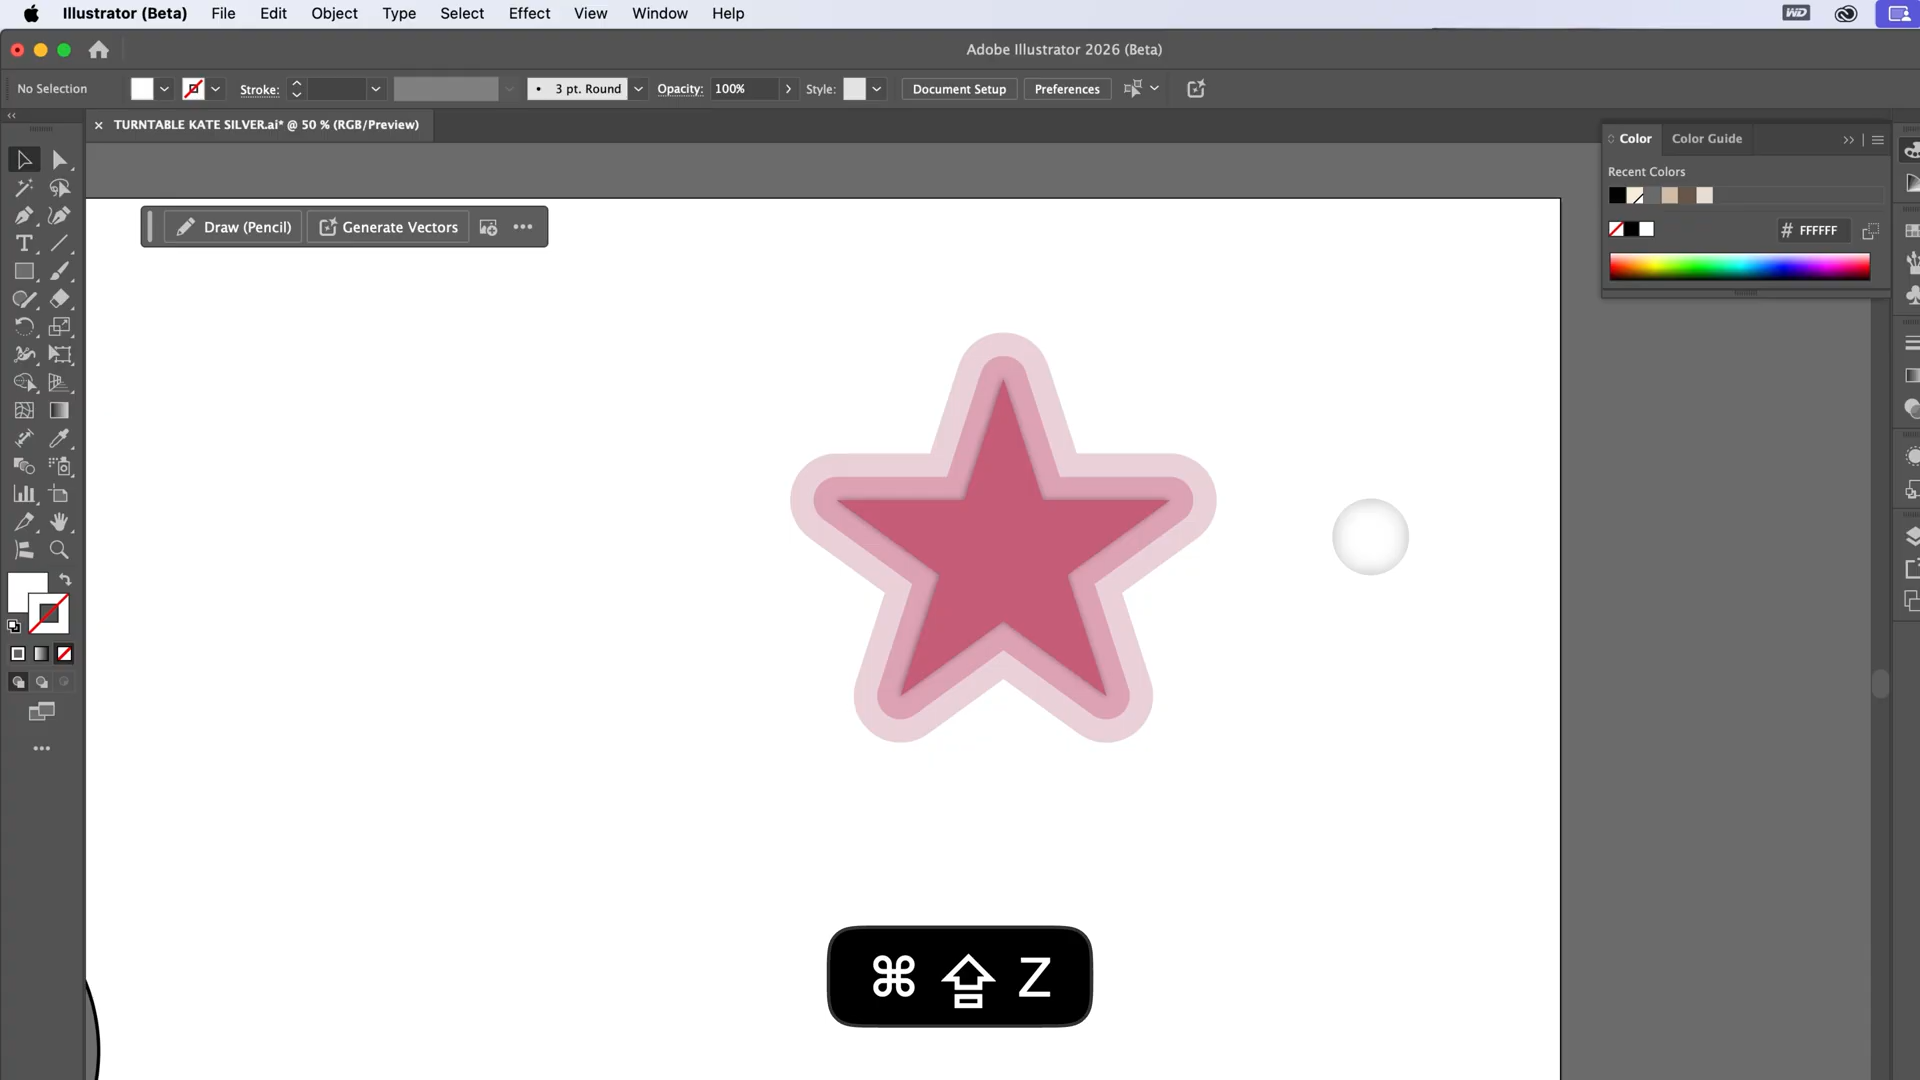 Illustrator (Beta) File Edit Object Type Select Effect View Window Help
WD
Adobe Illustrator 2026 (Beta)
No Selection Stroke: • 3 pt. Round Opacity: 100% Style: Document Setup Preferences
TURNTABLE KATE SILVER.ai* @ 50 % (RGB/Preview)
Color Color Guide
Recent Colors
# FFFFFF
Draw (Pencil) Generate Vectors
⌘ ⇪ Z